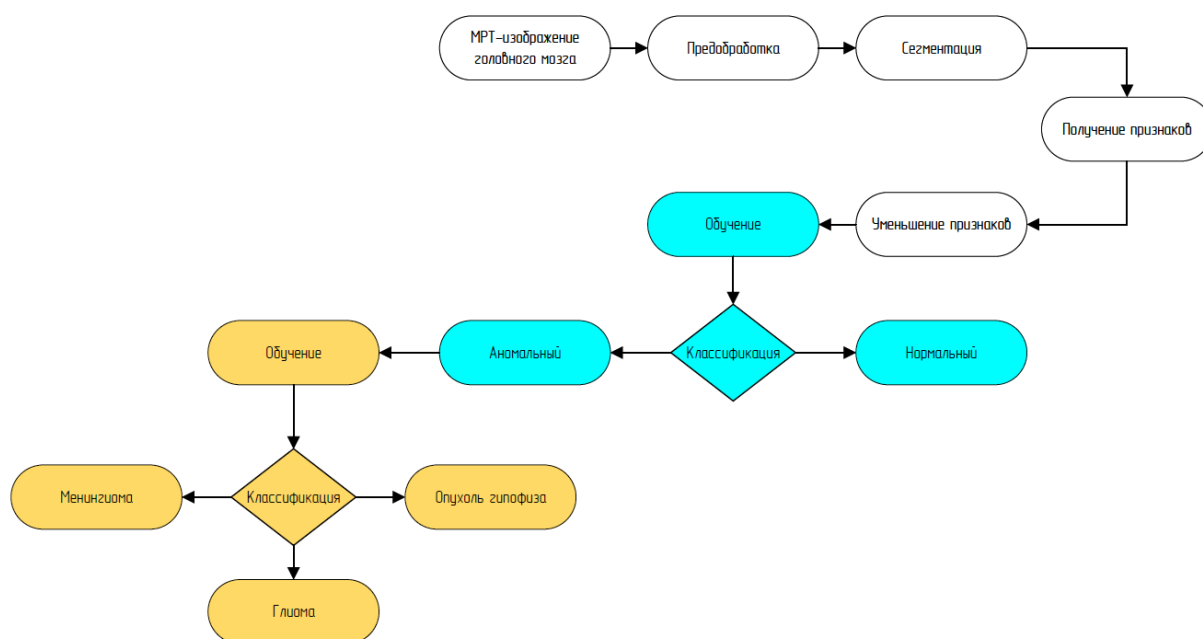 МРТ-изображение
головного мозга
Предобработка
Сегментация
Получение признаков
Уменьшение признаков
Обучение
Классификация
Нормальный
Аномальный
Обучение
Классификация
Менингиома
Опухоль гипофиза
Глиома